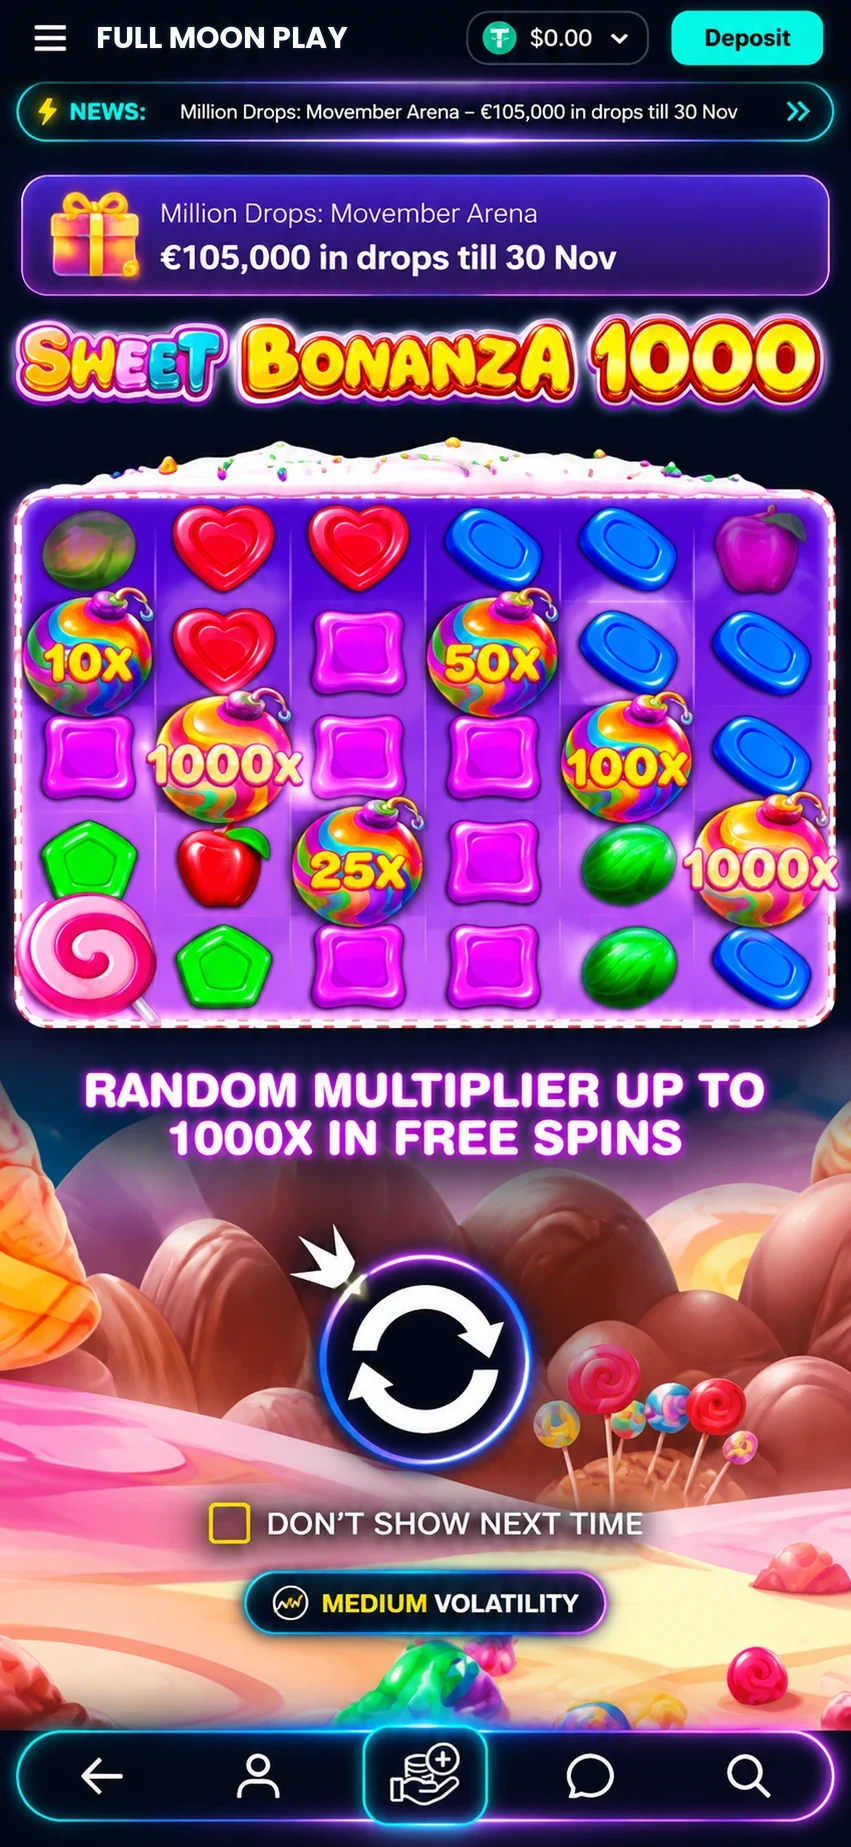 FULL MOON PLAY
$0.00
Deposit
NEWS: Million Drops: Movember Arena – €105,000 in drops till 30 Nov
Million Drops: Movember Arena
€105,000 in drops till 30 Nov
SWEET BONANZA 1000
10X
50X
1000X
100X
25X
1000X
RANDOM MULTIPLIER UP TO
1000X IN FREE SPINS
DON'T SHOW NEXT TIME
MEDIUM VOLATILITY